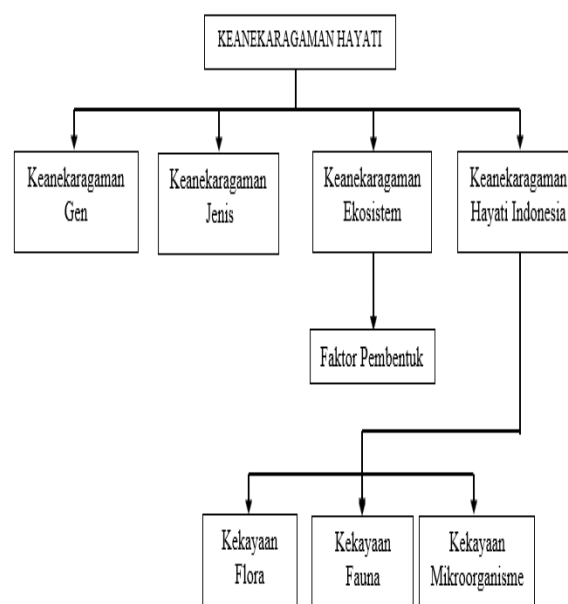 KEANEKARAGAMAN HAYATI
Keanekaragaman
Gen
Keanekaragaman
Jenis
Keanekaragaman
Ekosistem
Keanekaragaman
Hayati Indonesia
Faktor Pembentuk
Kekayaan
Flora
Kekayaan
Fauna
Kekayaan
Mikroorganisme